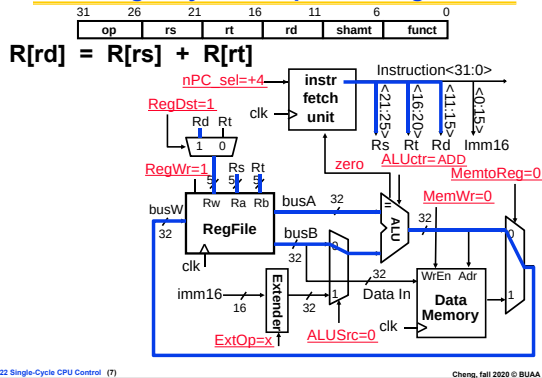 31 26 21 16 11 6 0
op rs rt rd shamt funct
R[rd] = R[rs] + R[rt]
nPC_sel=+4
instr
fetch
unit
clk
Instruction<31:0>
<21:25>
<16:20>
<11:15>
<0:15>
Rs Rt Rd Imm16
RegDst=1
Rd Rt
1 0
zero
ALUctr=ADD
MemtoReg=0
RegWr=1
Rs Rt
5 5 5
MemWr=0
Rw Ra Rb
busA 32
=
ALU
32
busW
32
RegFile
busB
32
0
0
clk
32
WrEn Adr
imm16
16
Extender
32
1
Data In
Data
Memory
1
clk
ExtOp=x
ALUSrc=0
22 Single-Cycle CPU Control (7)
Cheng, fall 2020 © BUAA